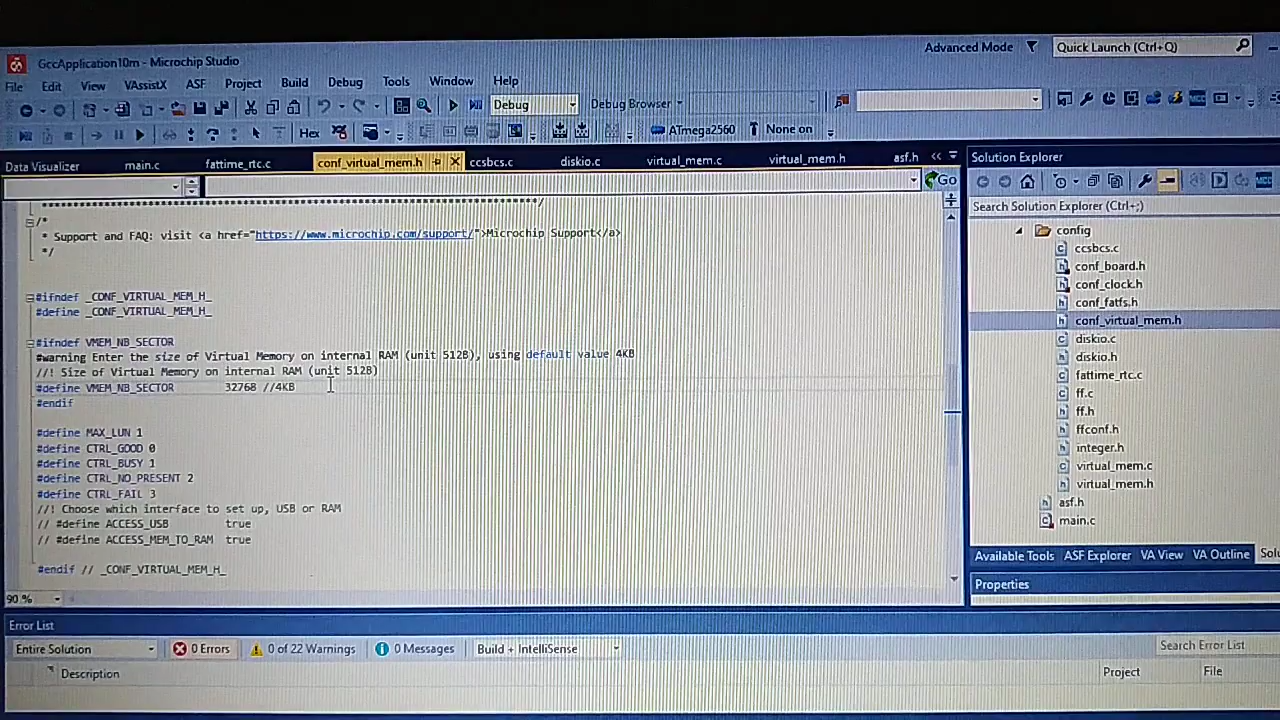 GccApplication10m - Microchip Studio
Advanced Mode
Quick Launch (Ctrl+Q)
File Edit View VAssistX ASF Project Build Debug Tools Window Help
Debug
Debug Browser
Hex
ATmega2560
None on
Data Visualizer main.c fattime_rtc.c conf_virtual_mem.h ccsbcs.c diskio.c virtual_mem.c virtual_mem.h asf.h
Go
/*
* Support and FAQ: visit <a href="https://www.microchip.com/support/">Microchip Support</a>
*/
#ifndef _CONF_VIRTUAL_MEM_H_
#define _CONF_VIRTUAL_MEM_H_
#ifndef VMEM_NB_SECTOR
#warning Enter the size of Virtual Memory on internal RAM (unit 512B), using default value 4KB
//! Size of Virtual Memory on internal RAM (unit 512B)
#define VMEM_NB_SECTOR 32768 //4KB
#endif
#define MAX_LUN 1
#define CTRL_GOOD 0
#define CTRL_BUSY 1
#define CTRL_NO_PRESENT 2
#define CTRL_FAIL 3
//! Choose which interface to set up, USB or RAM
// #define ACCESS_USB true
// #define ACCESS_MEM_TO_RAM true
#endif // _CONF_VIRTUAL_MEM_H_
90 %
Solution Explorer
Search Solution Explorer (Ctrl+;)
config
ccsbcs.c
conf_board.h
conf_clock.h
conf_fatfs.h
conf_virtual_mem.h
diskio.c
diskio.h
fattime_rtc.c
ff.c
ff.h
ffconf.h
integer.h
virtual_mem.c
virtual_mem.h
asf.h
main.c
Available Tools ASF Explorer VA View VA Outline
Properties
Error List
Entire Solution 0 Errors 0 of 22 Warnings 0 Messages Build + IntelliSense
Search Error List
Description Project File